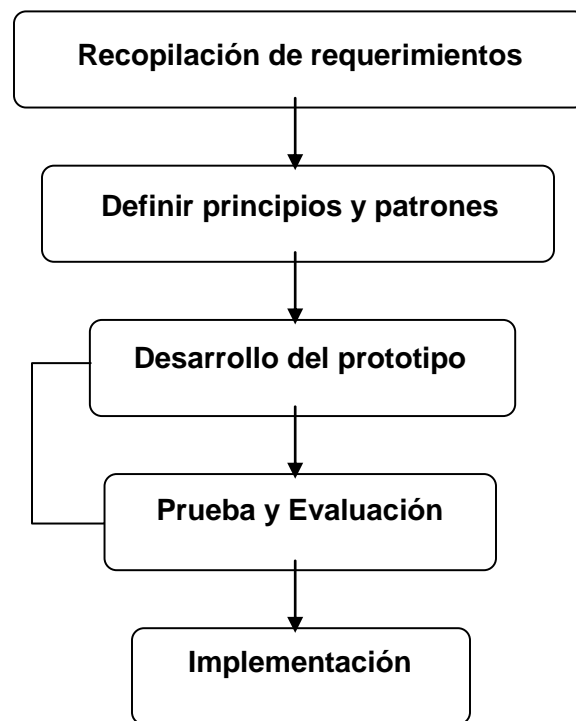 Recopilación de requerimientos
Definir principios y patrones
Desarrollo del prototipo
Prueba y Evaluación
Implementación